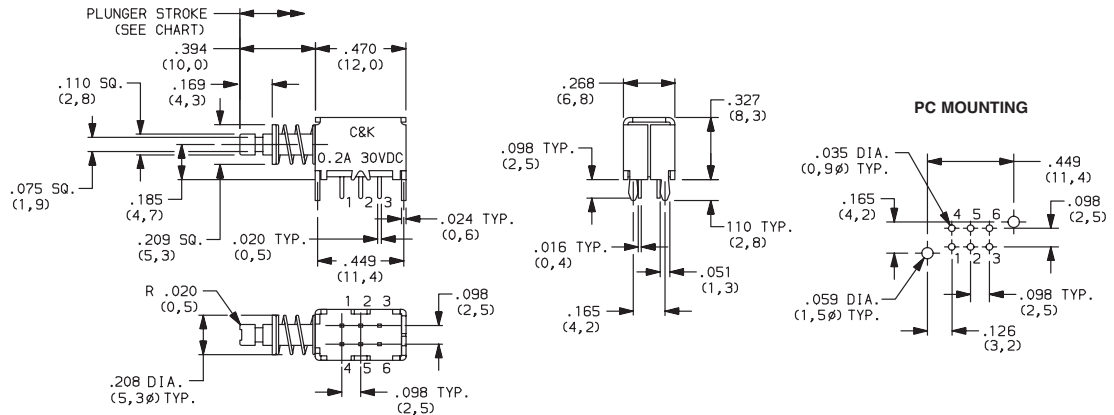 PLUNGER STROKE
(SEE CHART)
.394
(10,0)
.470
(12,0)
.110 SQ.
(2,8)
.169
(4,3)
C&K
0.2A 30VDC
1 2 3
.075 SQ.
(1,9)
.185
(4,7)
.209 SQ.
(5,3)
.020 TYP.
(0,5)
.024 TYP.
(0,6)
.449
(11,4)
R .020
(0,5)
1 2 3
4 5 6
.098
(2,5)
.208 DIA.
(5,3ø) TYP.
.098 TYP.
(2,5)
.268
(6,8)
.327
(8,3)
.098 TYP.
(2,5)
.110 TYP.
(2,8)
.016 TYP.
(0,4)
.051
(1,3)
.165
(4,2)
PC MOUNTING
.035 DIA.
(0,9ø) TYP.
.449
(11,4)
.165
(4,2)
4 5 6
.098
(2,5)
1 2 3
.059 DIA.
(1,5ø) TYP.
.098 TYP.
(2,5)
.126
(3,2)